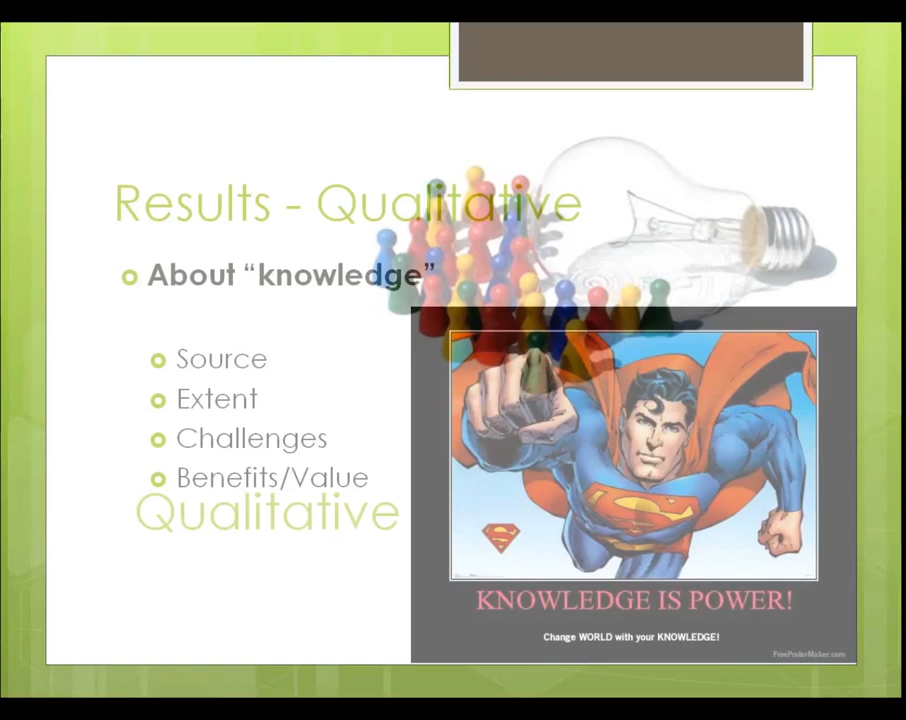 Results - Qualitative
About “knowledge”
Source
Extent
Challenges
Benefits/Value
Qualitative
S
S
KNOWLEDGE IS POWER!
Change WORLD with your KNOWLEDGE!
FreePosterMaker.com